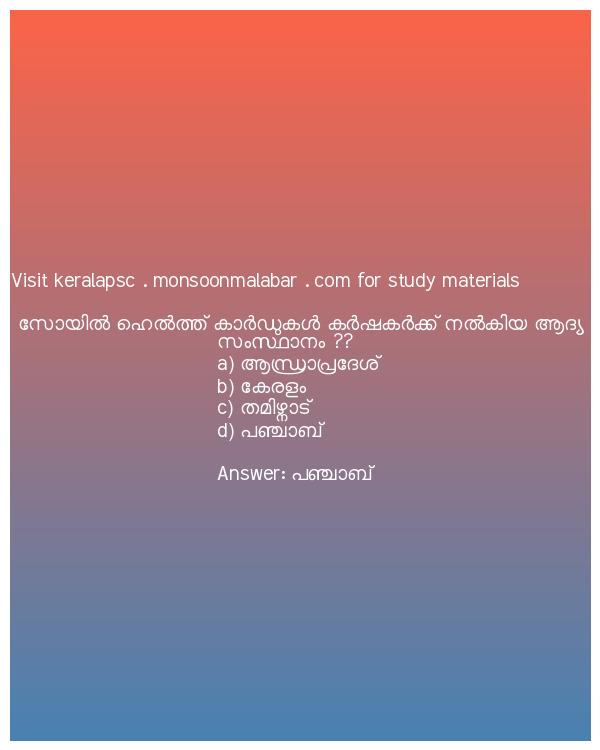 Visit keralapsc . monsoonmalabar . com for study materials
സോയിൽ ഹെൽത്ത് കാർഡുകൾ കർഷകർക്ക് നൽകിയ ആദ്യ
സംസ്ഥാനം ??
a) ആന്ധ്രാപ്രദേശ്
b) കേരളം
c) തമിഴ്നാട്
d) പഞ്ചാബ്
Answer: പഞ്ചാബ്